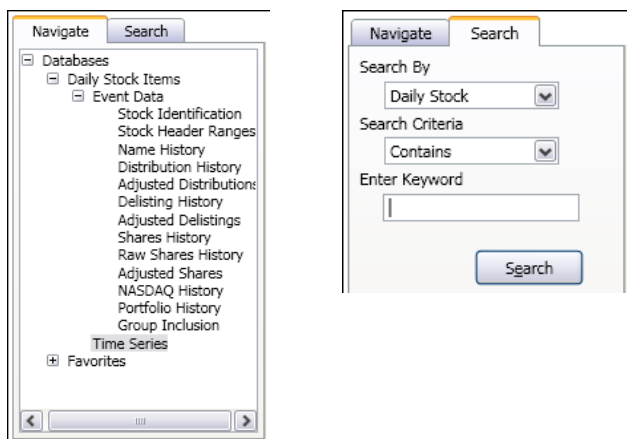 Navigate Search
Databases
Daily Stock Items
Event Data
Stock Identification
Stock Header Ranges
Name History
Distribution History
Adjusted Distributions
Delisting History
Adjusted Delistings
Shares History
Raw Shares History
Adjusted Shares
NASDAQ History
Portfolio History
Group Inclusion
Time Series
Favorites
Navigate Search
Search By
Daily Stock
Search Criteria
Contains
Enter Keyword
Search